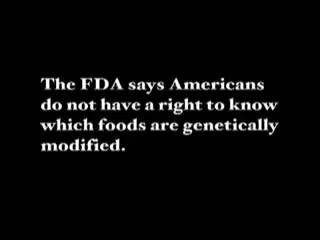 The FDA says Americans
do not have a right to know
which foods are genetically
modified.